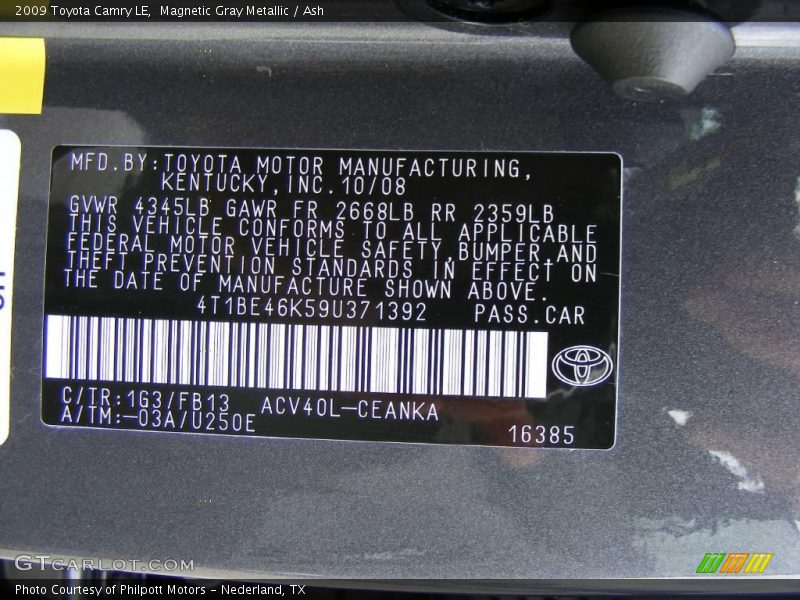 2009 Toyota Camry LE,  Magnetic Gray Metallic / Ash
MFD.BY:TOYOTA MOTOR MANUFACTURING,
KENTUCKY,INC.10/08
GVWR 4345LB GAWR FR 2668LB RR 2359LB
THIS VEHICLE CONFORMS TO ALL APPLICABLE
FEDERAL MOTOR VEHICLE SAFETY,BUMPER,AND
THEFT PREVENTION STANDARDS IN EFFECT ON
THE DATE OF MANUFACTURE SHOWN ABOVE.
4T1BE46K59U371392 PASS.CAR
C/TR:1G3/FB13 ACV40L-CEANKA
A/TM:-03A/U250E
16385
GTCARLOT.COM
Photo Courtesy of Philpott Motors - Nederland, TX